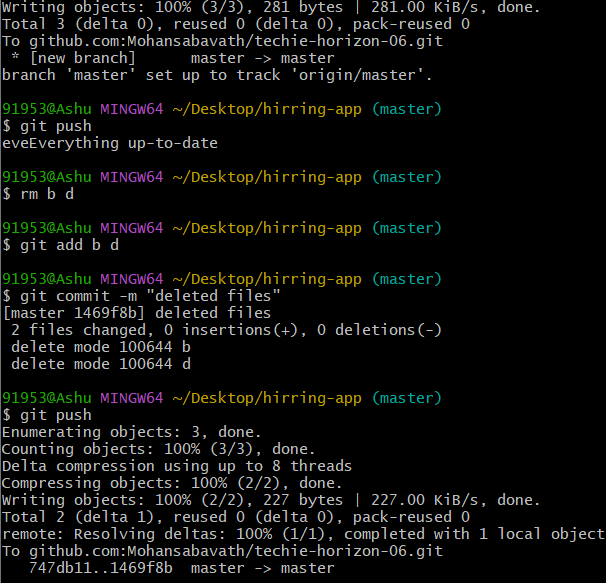 Writing objects: 100% (3/3), 281 bytes | 281.00 KiB/s, done.
Total 3 (delta 0), reused 0 (delta 0), pack-reused 0
To github.com:Mohansabavath/techie-horizon-06.git
 * [new branch]      master -> master
branch 'master' set up to track 'origin/master'.

91953@Ashu MINGW64 ~/Desktop/hirring-app (master)
$ git push
eveEverything up-to-date

91953@Ashu MINGW64 ~/Desktop/hirring-app (master)
$ rm b d

91953@Ashu MINGW64 ~/Desktop/hirring-app (master)
$ git add b d

91953@Ashu MINGW64 ~/Desktop/hirring-app (master)
$ git commit -m "deleted files"
[master 1469f8b] deleted files
 2 files changed, 0 insertions(+), 0 deletions(-)
 delete mode 100644 b
 delete mode 100644 d

91953@Ashu MINGW64 ~/Desktop/hirring-app (master)
$ git push
Enumerating objects: 3, done.
Counting objects: 100% (3/3), done.
Delta compression using up to 8 threads
Compressing objects: 100% (2/2), done.
Writing objects: 100% (2/2), 227 bytes | 227.00 KiB/s, done.
Total 2 (delta 1), reused 0 (delta 0), pack-reused 0
remote: Resolving deltas: 100% (1/1), completed with 1 local object
To github.com:Mohansabavath/techie-horizon-06.git
   747db11..1469f8b  master -> master